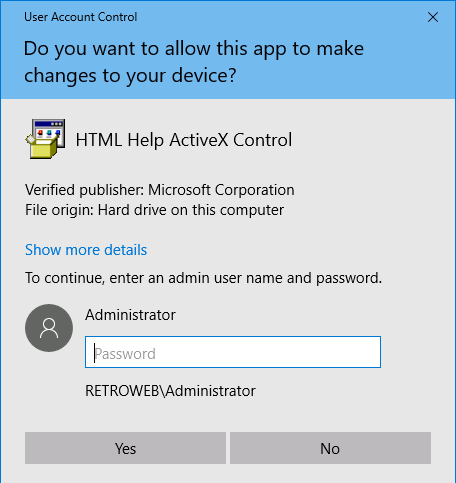 User Account Control
Do you want to allow this app to make
changes to your device?
HTML Help ActiveX Control
Verified publisher: Microsoft Corporation
File origin: Hard drive on this computer
Show more details
To continue, enter an admin user name and password.
Administrator
Password
RETROWEB\Administrator
Yes
No